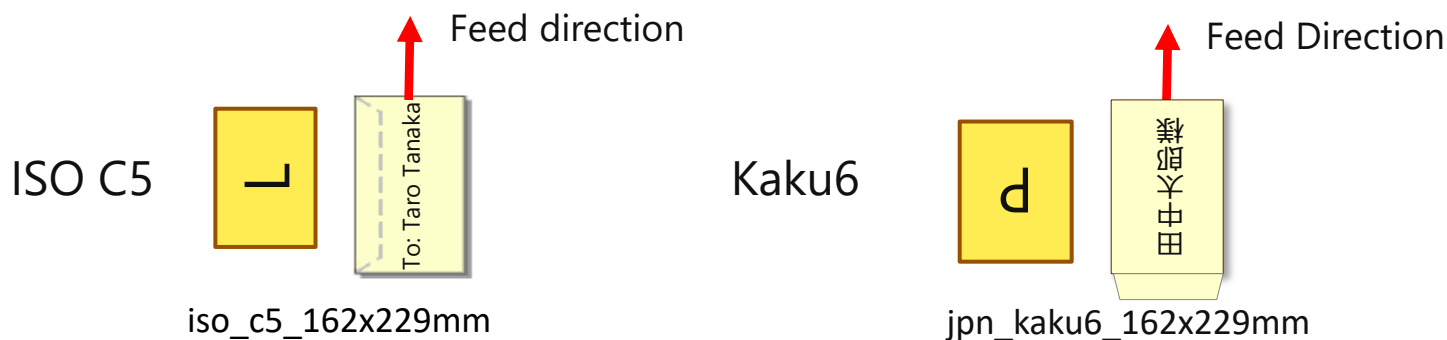 Feed direction
ISO C5
L
To: Taro Tanaka
iso_c5_162x229mm
Feed Direction
Kaku6
P
田中太郎様
jpn_kaku6_162x229mm